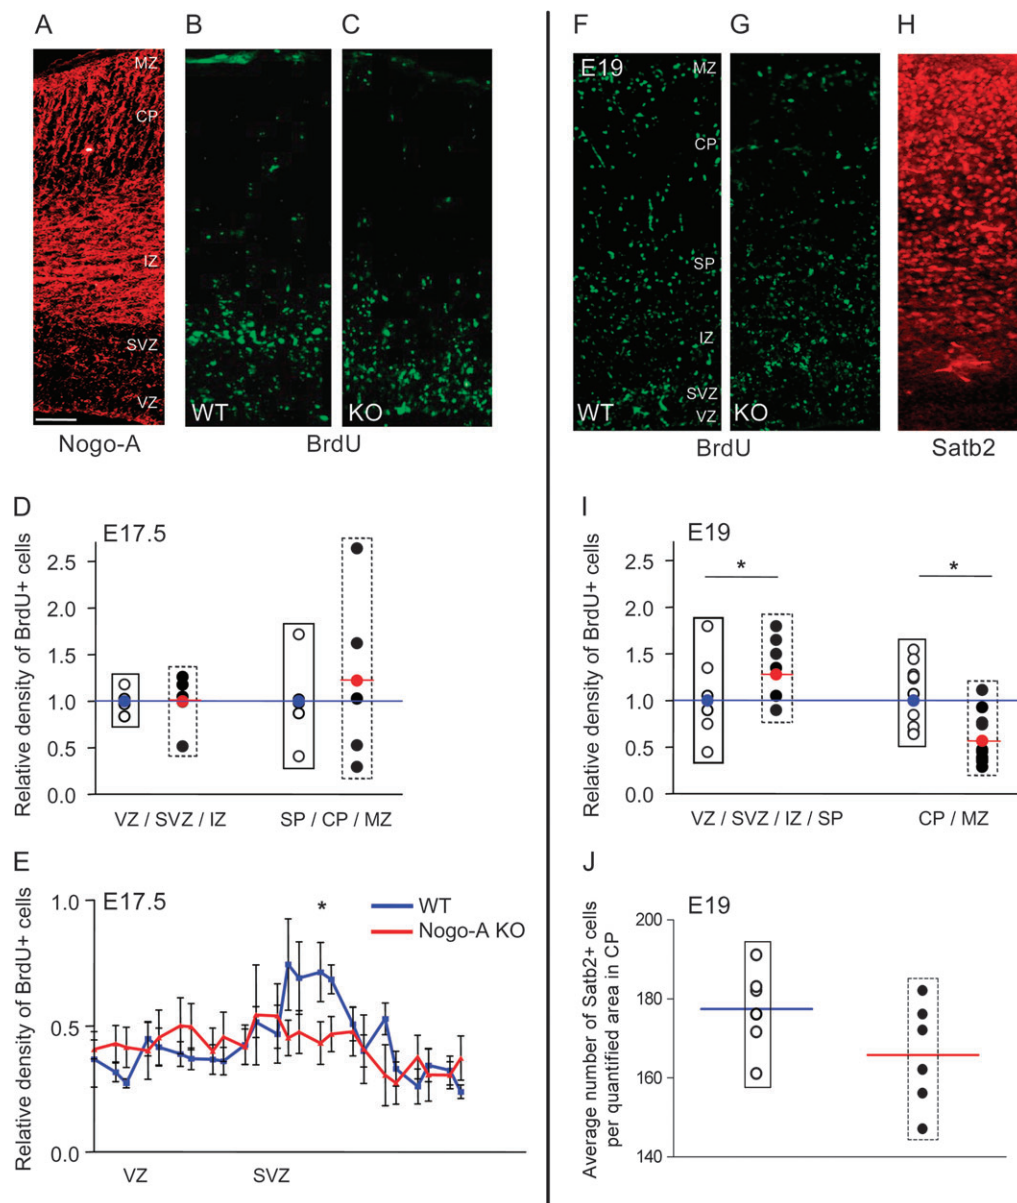 A
B
C
MZ
CP
IZ
SVZ
VZ
WT
KO
Nogo-A
BrdU
F
G
H
E19
MZ
CP
SP
IZ
SVZ
VZ
WT
KO
BrdU
Satb2
D
E17.5
Relative density of BrdU+ cells
2.5
2.0
1.5
1.0
0.5
0.0
VZ / SVZ / IZ
SP / CP / MZ
E
E17.5
Relative density of BrdU+ cells
1.0
0.5
0.0
*
WT
Nogo-A KO
VZ
SVZ
I
E19
Relative density of BrdU+ cells
2.5
2.0
1.5
1.0
0.5
0.0
*
*
VZ / SVZ / IZ / SP
CP / MZ
J
E19
Average number of Satb2+ cells
per quantified area in CP
200
180
160
140